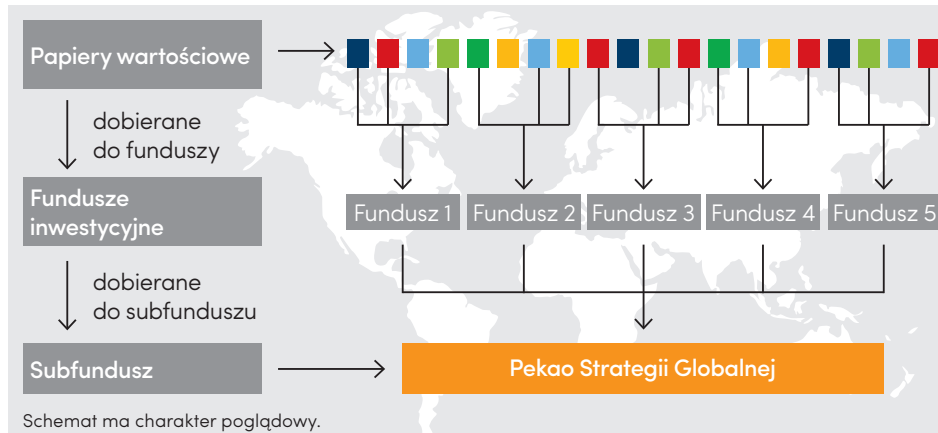 Papiery wartościowe
dobierane
do funduszy
Fundusze
inwestycyjne
Fundusz 1
Fundusz 2
Fundusz 3
Fundusz 4
Fundusz 5
dobierane
do subfunduszu
Subfundusz
Pekao Strategii Globalnej
Schemat ma charakter poglądowy.